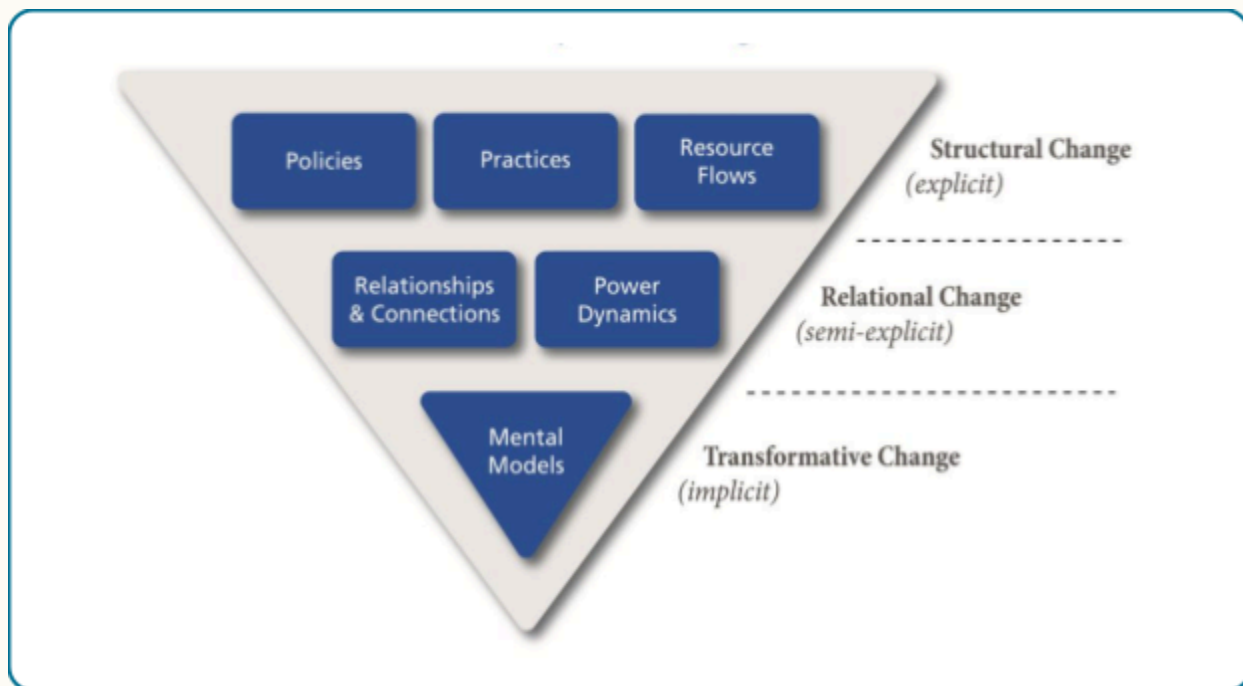 Policies
Practices
Resource
Flows
Structural Change
(explicit)
Relationships
& Connections
Power
Dynamics
Relational Change
(semi-explicit)
Mental
Models
Transformative Change
(implicit)